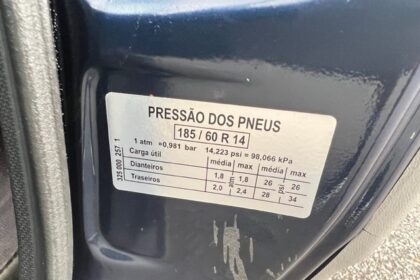 PRESSÃO DOS PNEUS
185 / 60 R 14
1 atm =0,981 bar 14,223 psi = 98,066 kPa
Carga útil média max média max
Dianteiros 1,8 1,8 26 26
Traseiros 2,0 2,4 28 34
atm psi
325 000 257 1